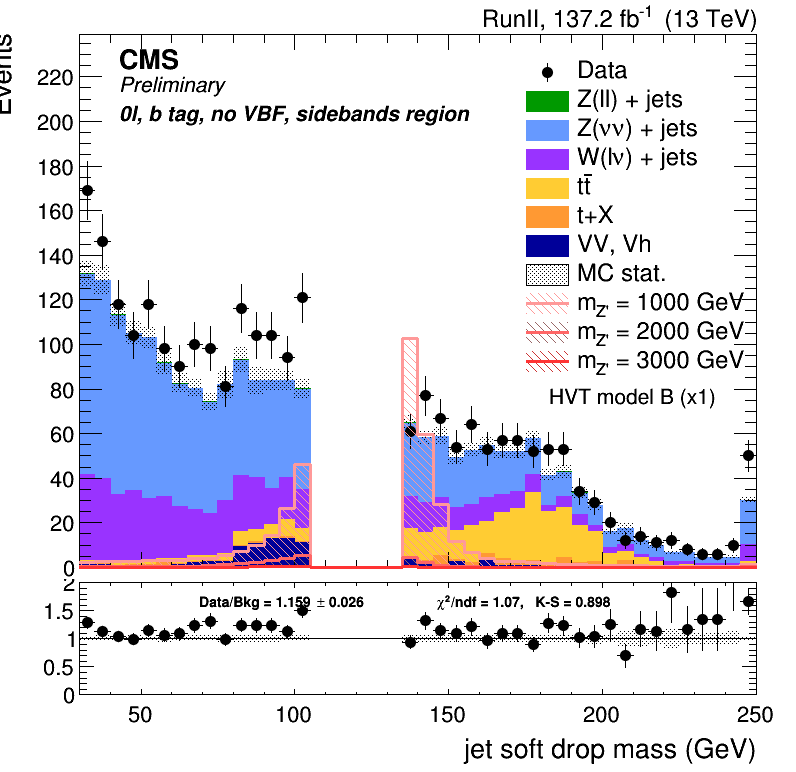 RunII, 137.2 fb⁻¹ (13 TeV)
Events
CMS
Preliminary
0l, b tag, no VBF, sidebands region
Data
Z(ll) + jets
Z(νν) + jets
W(lν) + jets
tt̄
t+X
VV, Vh
MC stat.
m_Z' = 1000 GeV
m_Z' = 2000 GeV
m_Z' = 3000 GeV
HVT model B (x1)
220
200
180
160
140
120
100
80
60
40
20
0
Data/Bkg = 1.159 ± 0.026
χ²/ndf = 1.07, K-S = 0.898
2
1.5
1
0.5
0
50 100 150 200 250
jet soft drop mass (GeV)